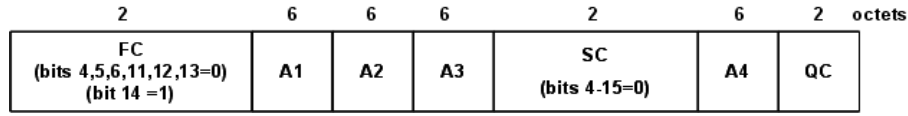 2 6 6 6 2 6 2 octets
FC
(bits 4,5,6,11,12,13=0)
(bit 14 =1)
A1
A2
A3
SC
(bits 4-15=0)
A4
QC